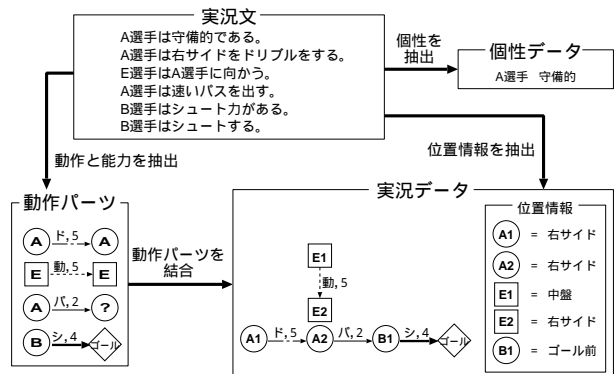 実況文
A選手は守備的である。
A選手は右サイドをドリブルをする。
E選手はA選手に向かう。
A選手は速いパスを出す。
B選手はシュート力がある。
B選手はシュートする。
個性を
抽出
個性データ
A選手 守備的
動作と能力を抽出
位置情報を抽出
動作パーツ
A ド,5 A
E 動,5 E
A パ,2 ?
B シ,4 ゴール
動作パーツを
結合
実況データ
E1
動,5
E2
A1 ド,5 A2 パ,2 B1 シ,4 ゴール
位置情報
A1 = 右サイド
A2 = 右サイド
E1 = 中盤
E2 = 右サイド
B1 = ゴール前